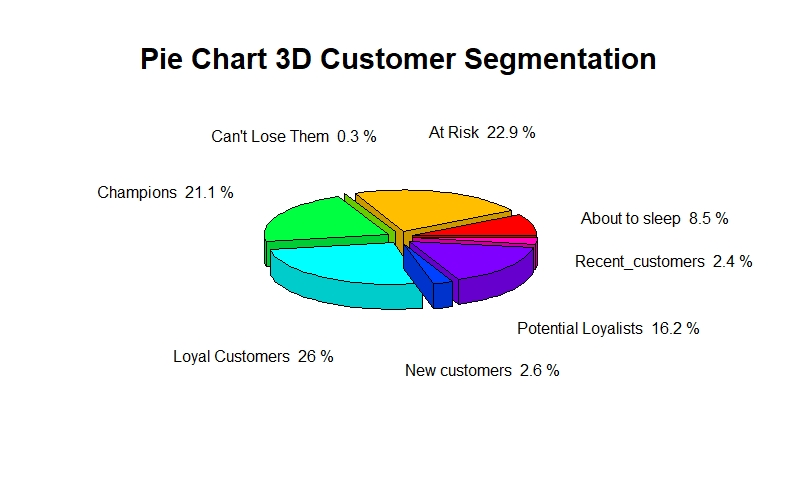 Pie Chart 3D Customer Segmentation
At Risk 22.9 %
Can't Lose Them 0.3 %
Champions 21.1 %
About to sleep 8.5 %
Recent_customers 2.4 %
Potential Loyalists 16.2 %
Loyal Customers 26 %
New customers 2.6 %